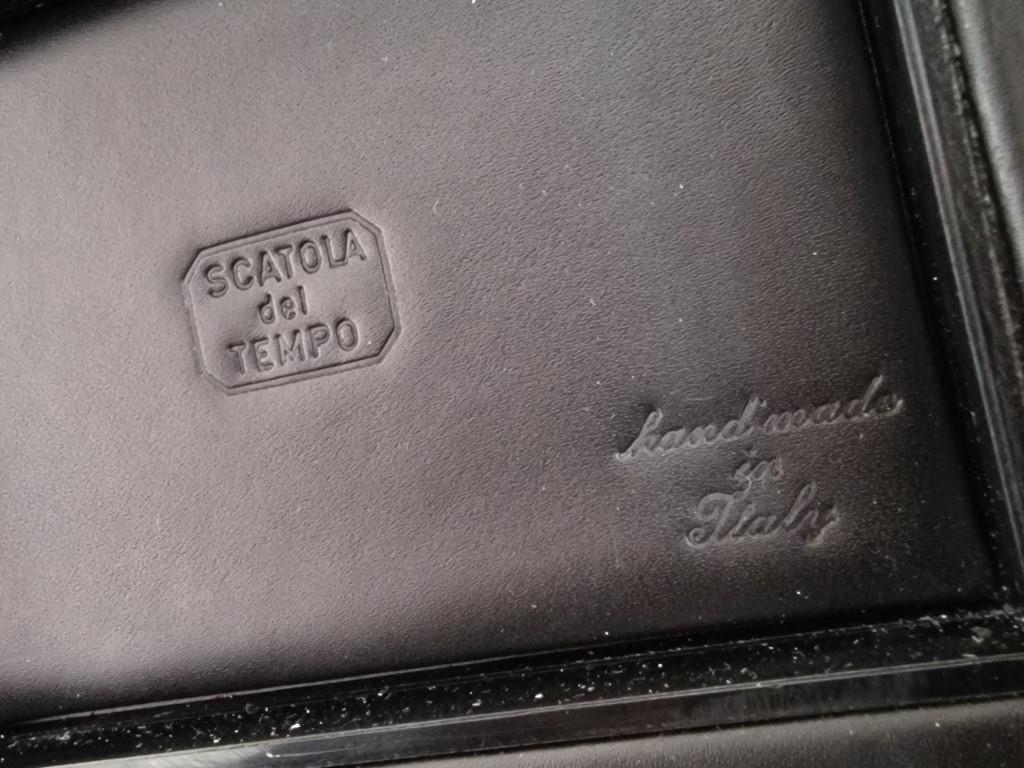 SCATOLA
del
TEMPO
hand made
in
Italy